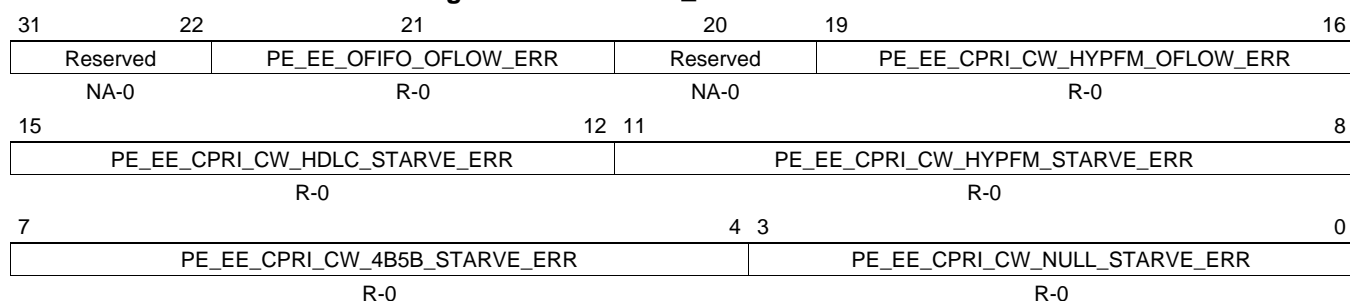 31 22 21 20 19 16
Reserved PE_EE_OFIFO_OFLOW_ERR Reserved PE_EE_CPRI_CW_HYPFM_OFLOW_ERR
NA-0 R-0 NA-0 R-0
15 12 11 8
PE_EE_CPRI_CW_HDLC_STARVE_ERR PE_EE_CPRI_CW_HYPFM_STARVE_ERR
R-0 R-0
7 4 3 0
PE_EE_CPRI_CW_4B5B_STARVE_ERR PE_EE_CPRI_CW_NULL_STARVE_ERR
R-0 R-0